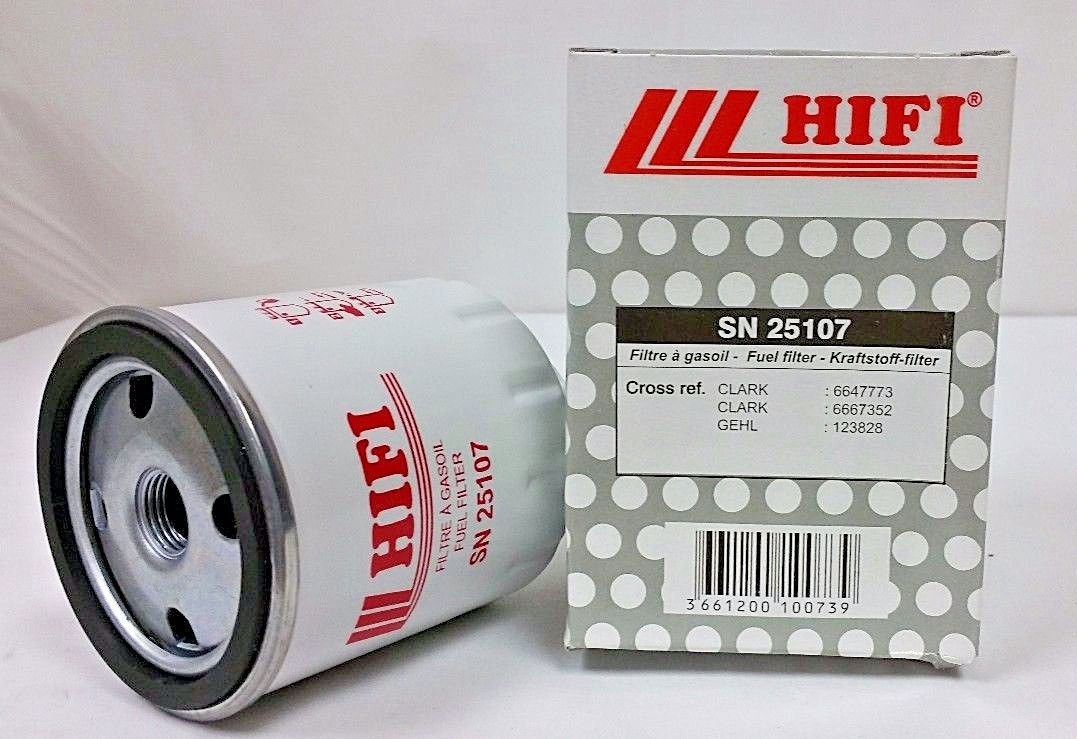 HIFI®
SN 25107
Filtre à gasoil - Fuel filter - Kraftstoff-filter
Cross ref. CLARK : 6647773
CLARK : 6667352
GEHL : 123828
3 661200 100739
HIFI
FILTRE À GASOIL
FUEL FILTER
SN 25107